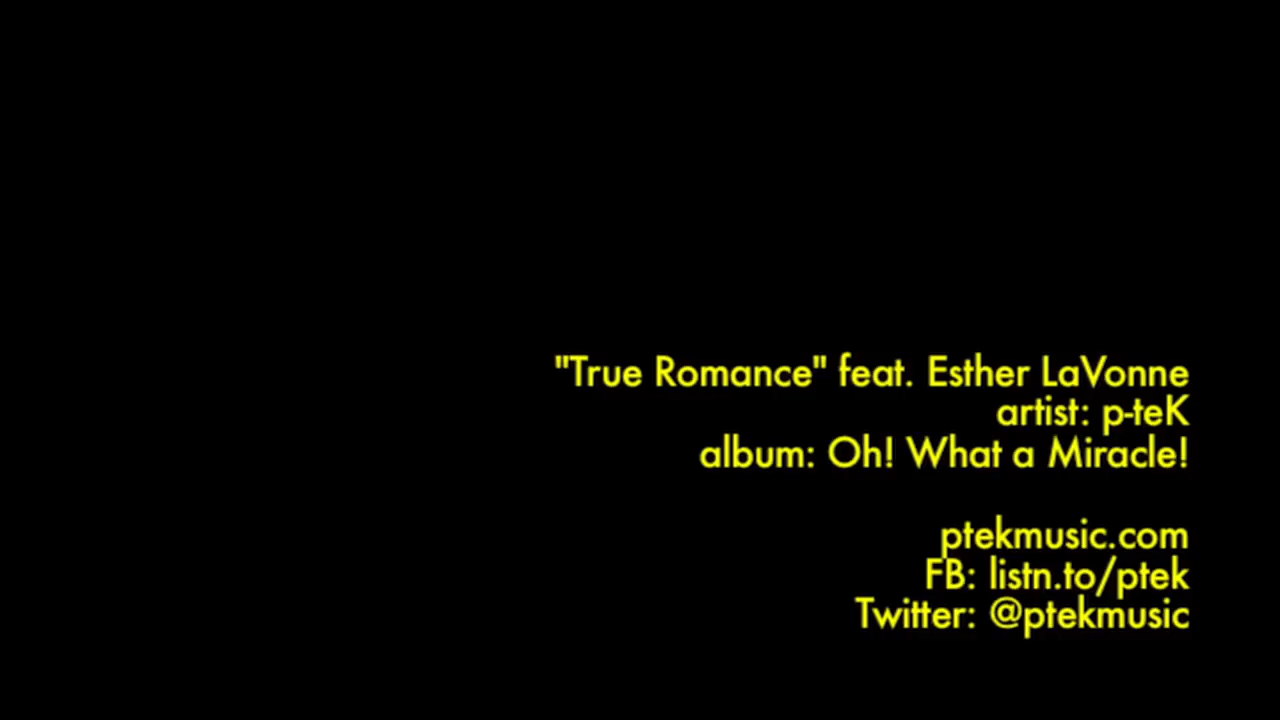 "True Romance" feat. Esther LaVonne
artist: p-teK
album: Oh! What a Miracle!
ptekmusic.com
FB: listn.to/ptek
Twitter: @ptekmusic